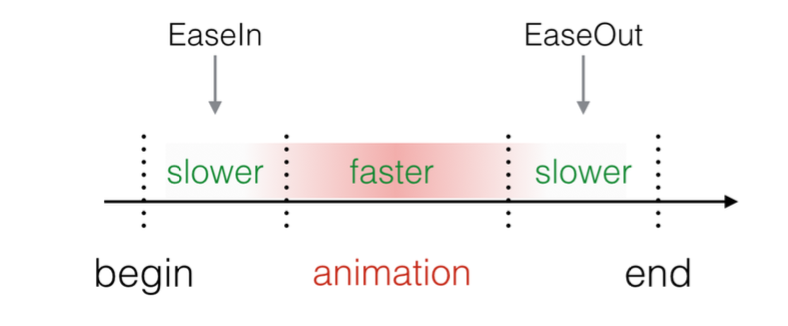 EaseIn EaseOut
slower faster slower
begin animation end